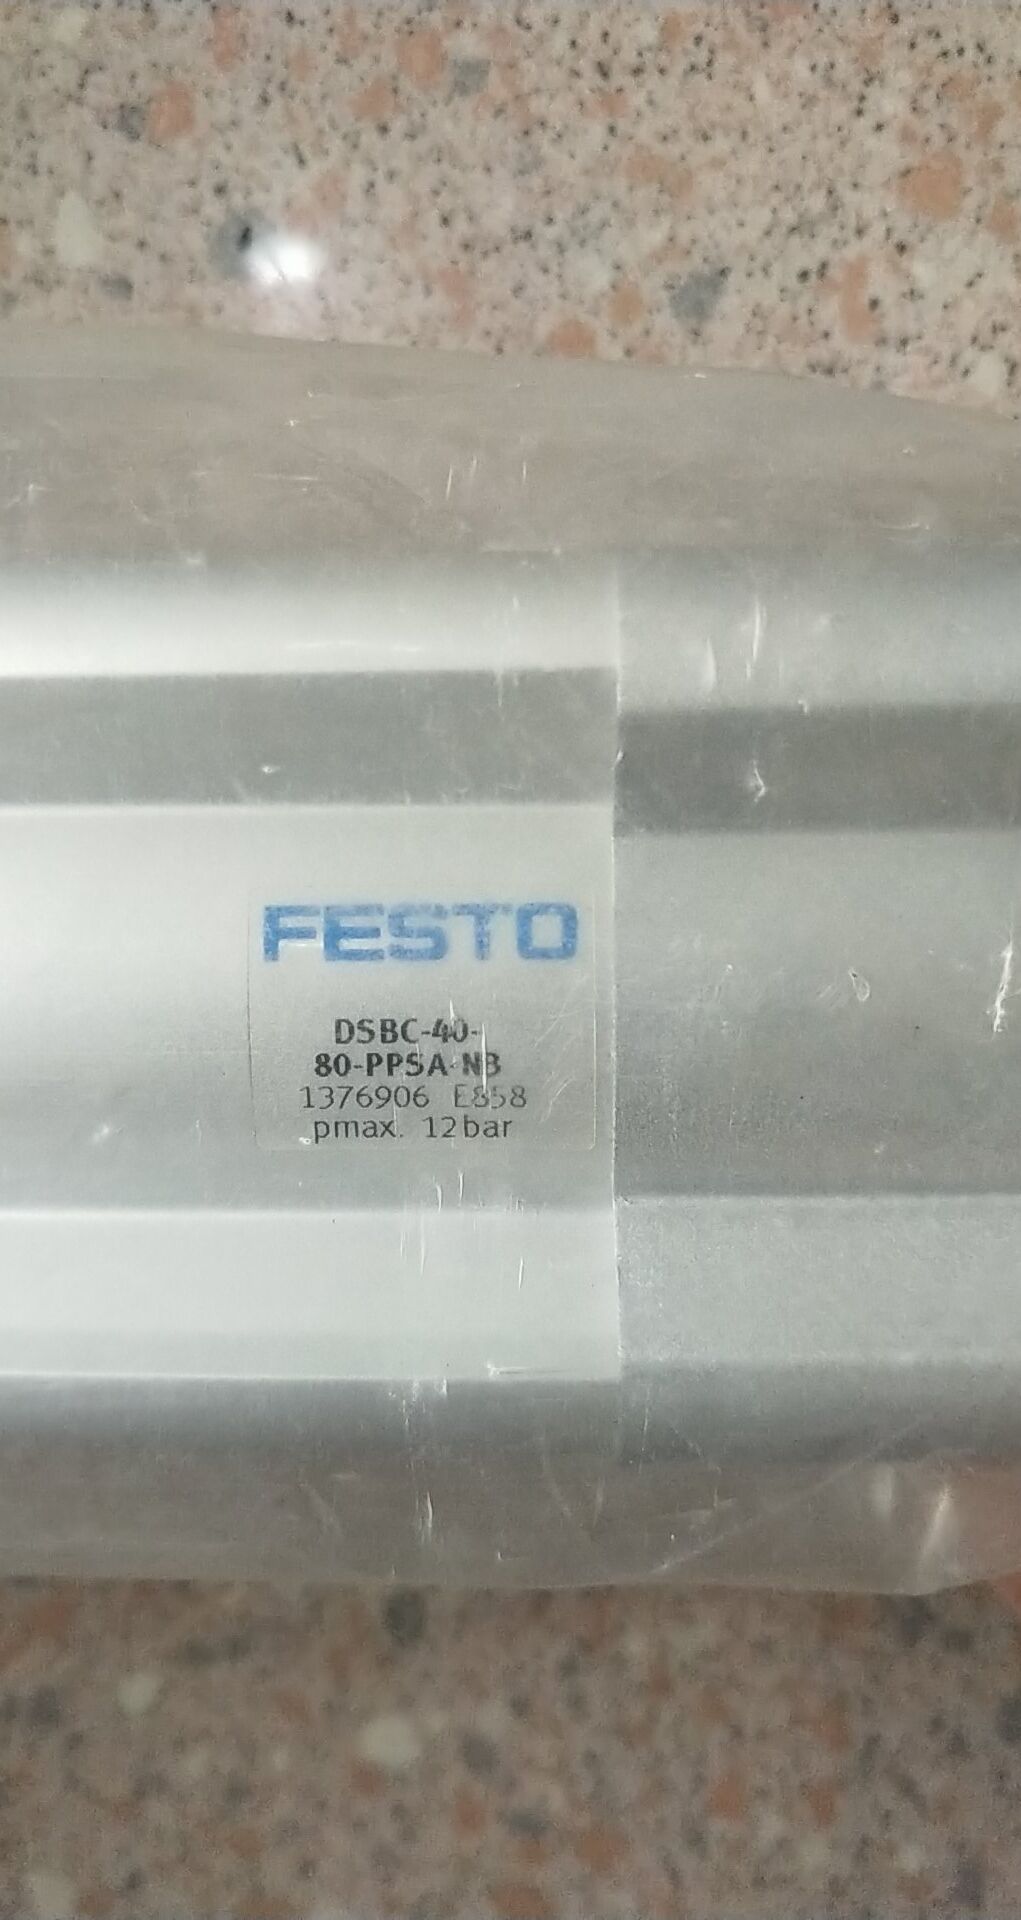 FESTO
DSBC-40-
80-PPSA-N3
1376906 E858
pmax. 12bar